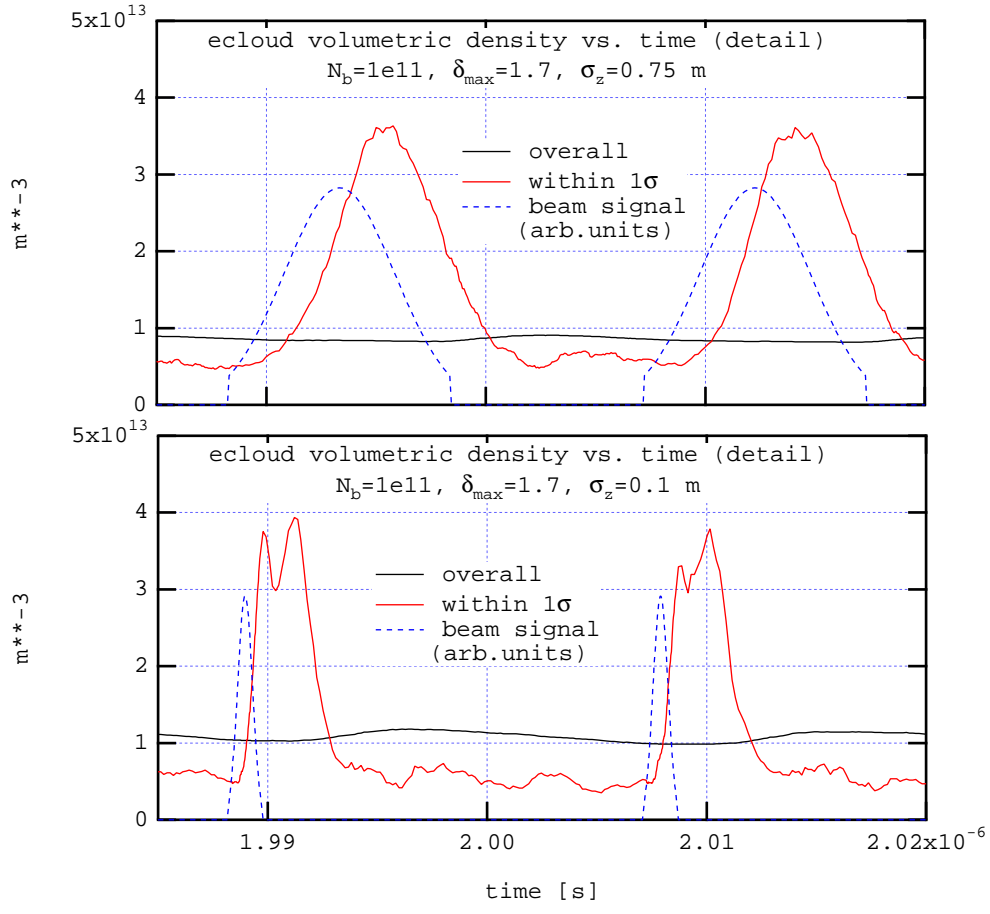 5x10^13
ecloud volumetric density vs. time (detail)
N_b=1e11, δ_max=1.7, σ_z=0.75 m
4
3
2
1
0
m**-3
overall
within 1σ
beam signal
(arb.units)
5x10^13
ecloud volumetric density vs. time (detail)
N_b=1e11, δ_max=1.7, σ_z=0.1 m
4
3
2
1
0
m**-3
overall
within 1σ
beam signal
(arb.units)
1.99
2.00
2.01
2.02x10^-6
time [s]